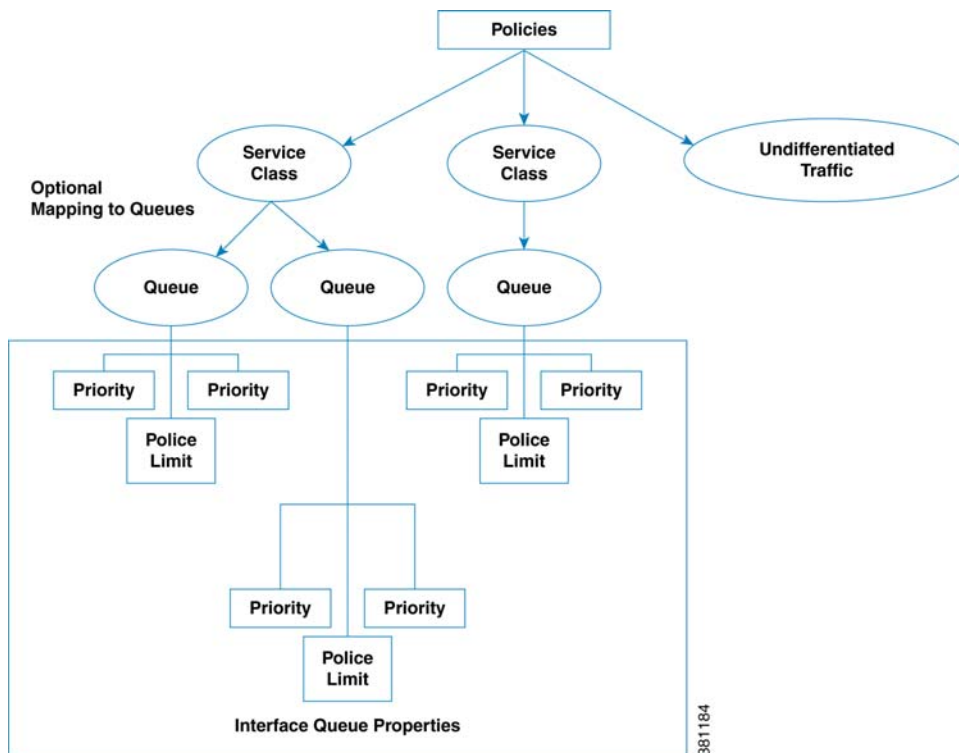 Policies
Service
Class
Service
Class
Undifferentiated
Traffic
Optional
Mapping to Queues
Queue
Queue
Queue
Priority
Priority
Priority
Priority
Police
Limit
Police
Limit
Priority
Priority
Police
Limit
Interface Queue Properties
381184